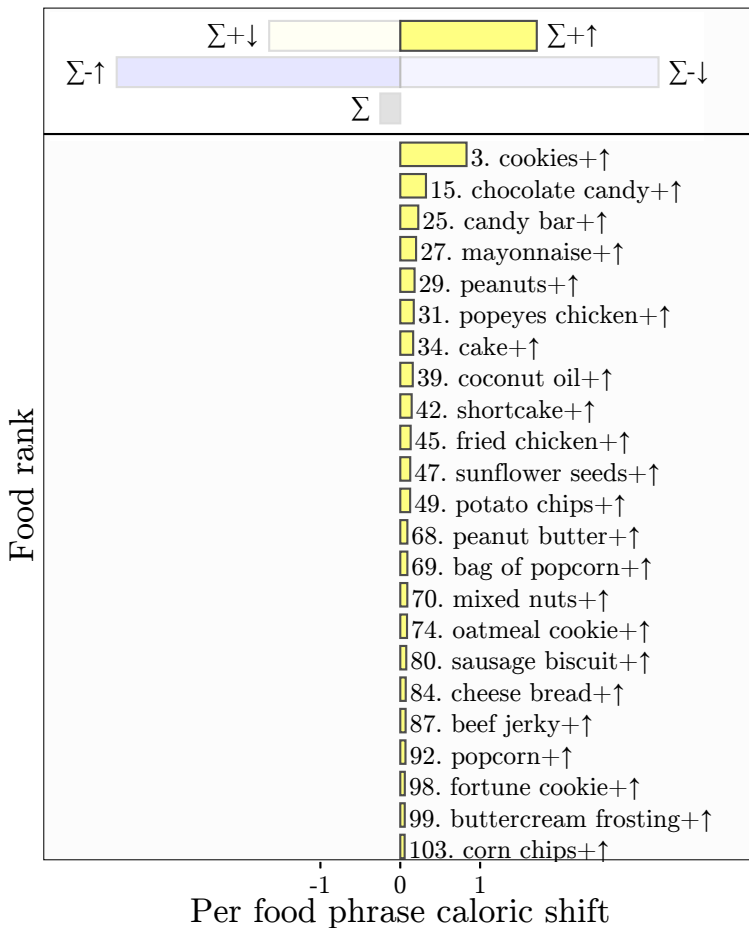 ∑+↓ ∑+↑
∑-↑ ∑-↓
∑
3. cookies+↑
15. chocolate candy+↑
25. candy bar+↑
27. mayonnaise+↑
29. peanuts+↑
31. popeyes chicken+↑
34. cake+↑
39. coconut oil+↑
42. shortcake+↑
45. fried chicken+↑
47. sunflower seeds+↑
49. potato chips+↑
68. peanut butter+↑
69. bag of popcorn+↑
70. mixed nuts+↑
74. oatmeal cookie+↑
80. sausage biscuit+↑
84. cheese bread+↑
87. beef jerky+↑
92. popcorn+↑
98. fortune cookie+↑
99. buttercream frosting+↑
103. corn chips+↑
Food rank
-1 0 1
Per food phrase caloric shift